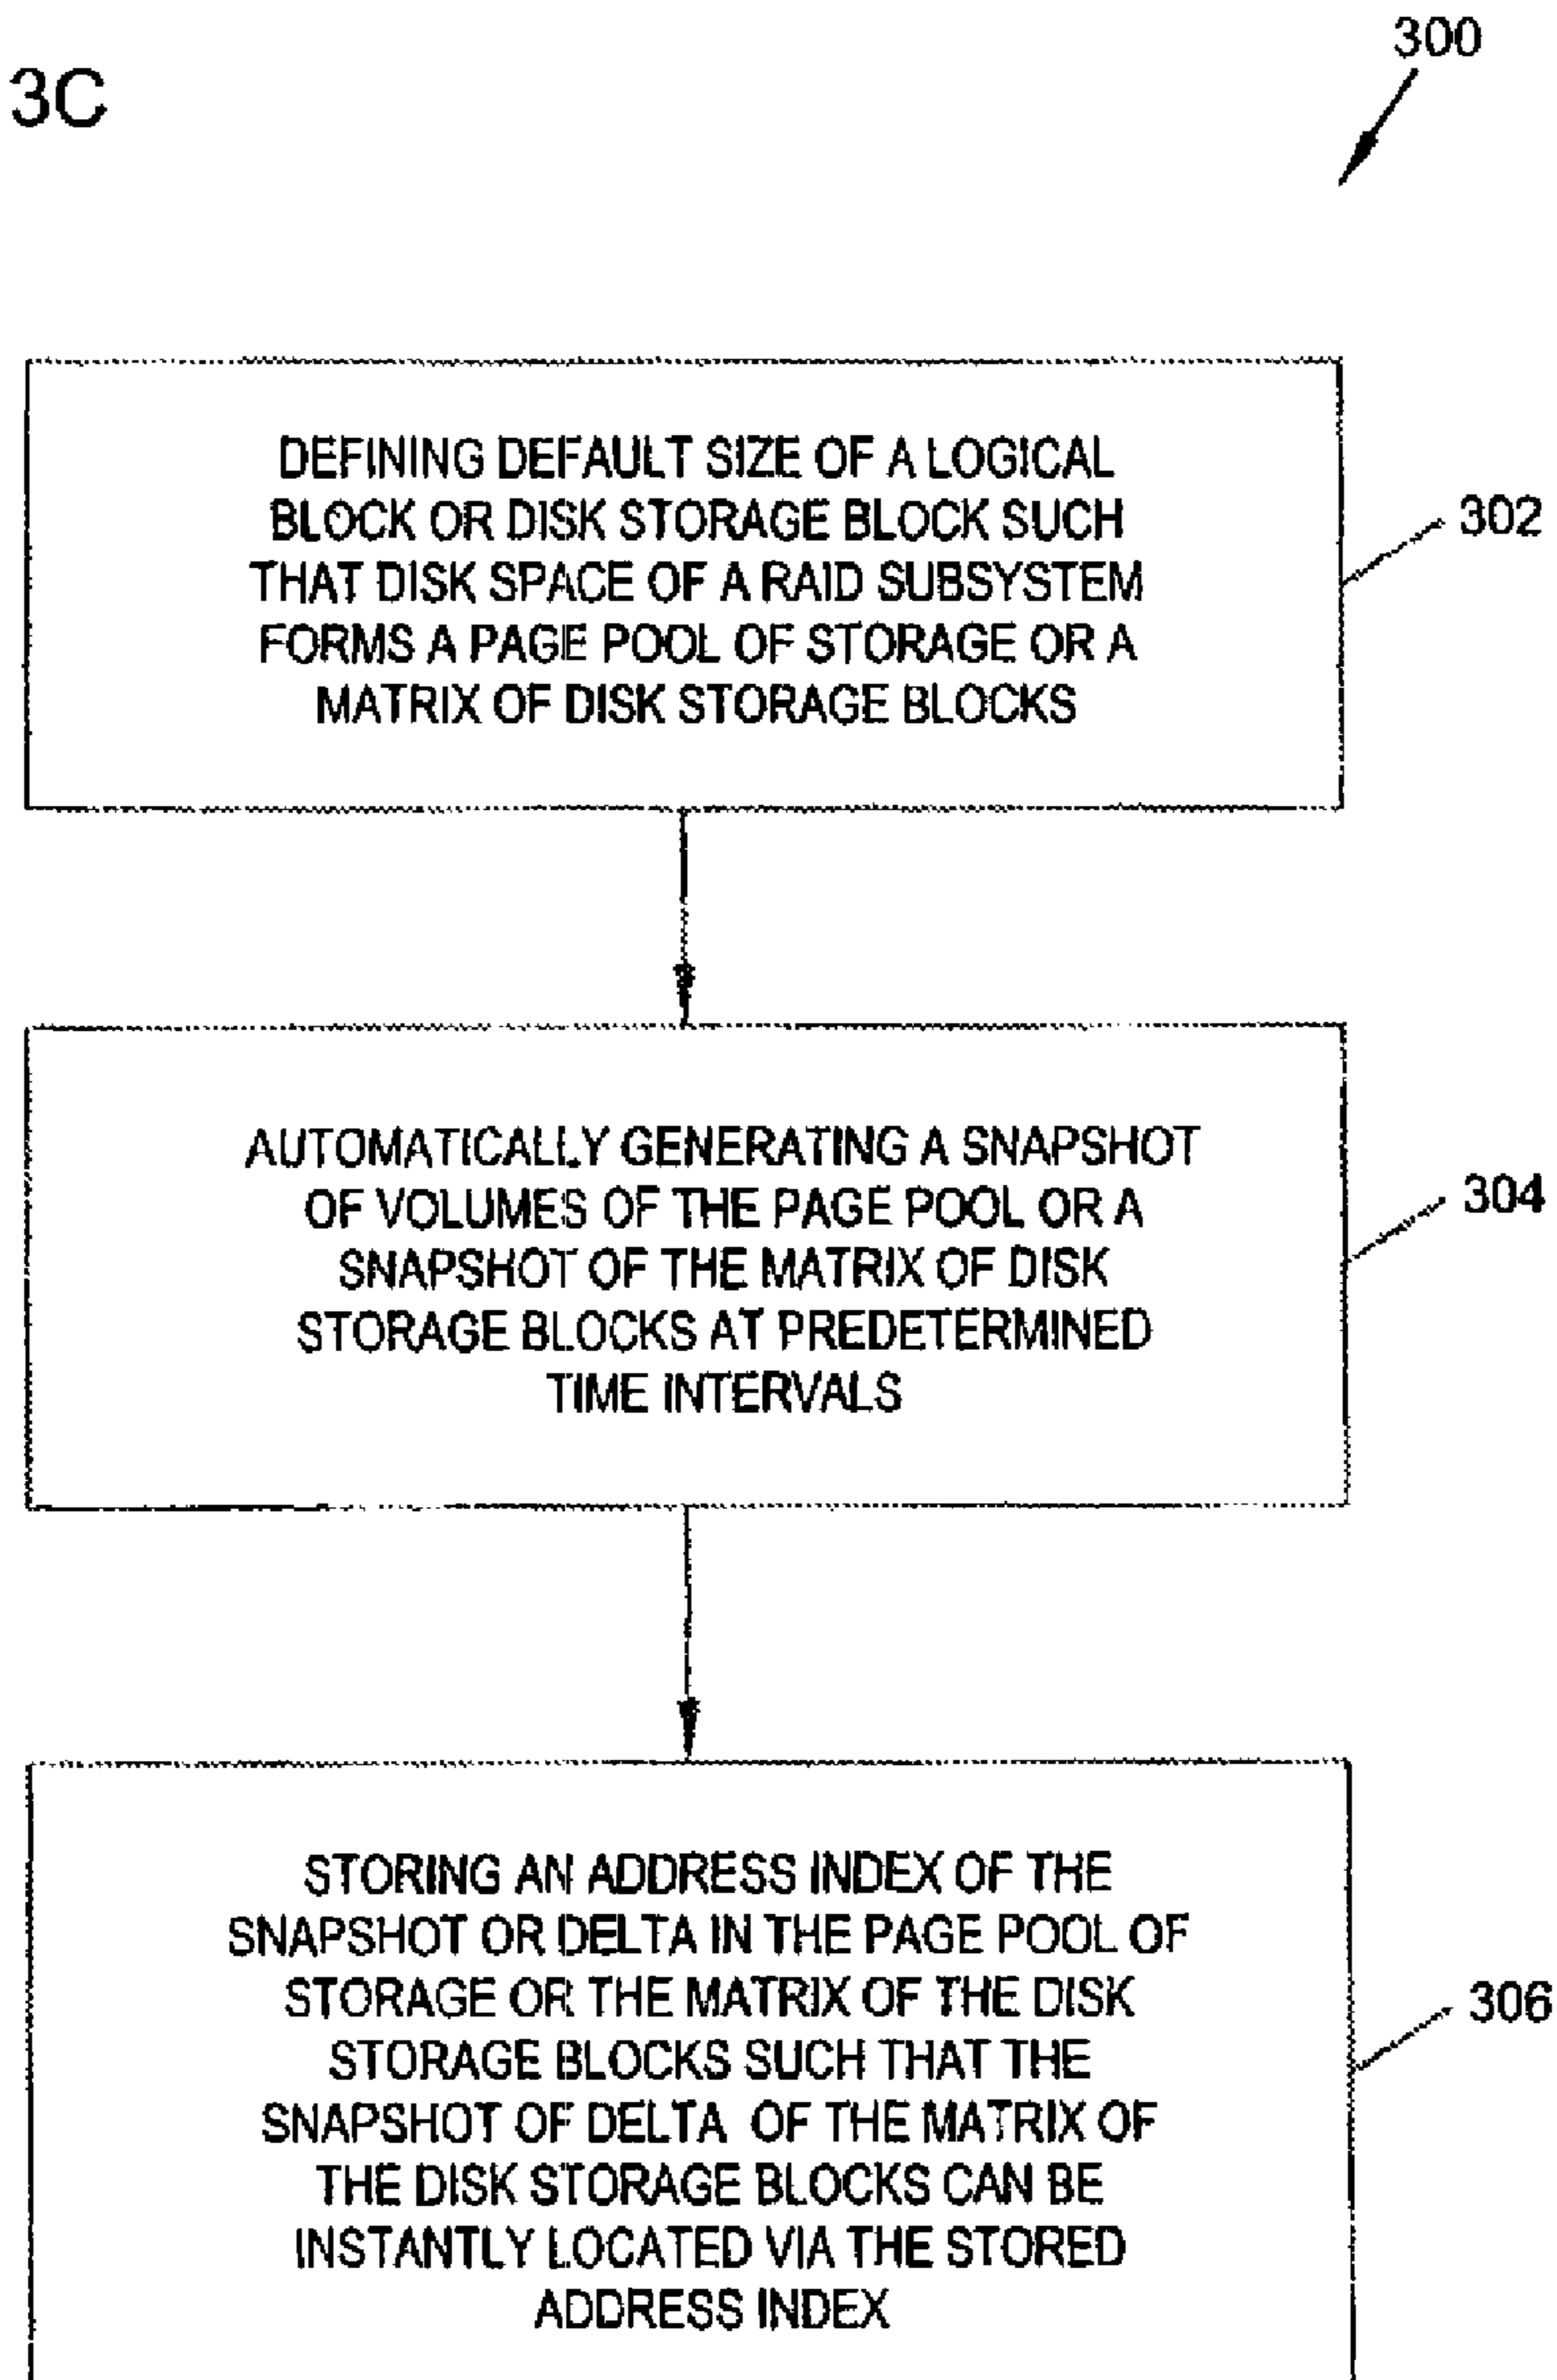 300
3C
DEFINING DEFAULT SIZE OF A LOGICAL
BLOCK OR DISK STORAGE BLOCK SUCH
THAT DISK SPACE OF A RAID SUBSYSTEM
FORMS A PAGE POOL OF STORAGE OR A
MATRIX OF DISK STORAGE BLOCKS
302
AUTOMATICALLY GENERATING A SNAPSHOT
OF VOLUMES OF THE PAGE POOL OR A
SNAPSHOT OF THE MATRIX OF DISK
STORAGE BLOCKS AT PREDETERMINED
TIME INTERVALS
304
STORING AN ADDRESS INDEX OF THE
SNAPSHOT OR DELTA IN THE PAGE POOL OF
STORAGE OR THE MATRIX OF THE DISK
STORAGE BLOCKS SUCH THAT THE
SNAPSHOT OF DELTA OF THE MATRIX OF
THE DISK STORAGE BLOCKS CAN BE
INSTANTLY LOCATED VIA THE STORED
ADDRESS INDEX
306